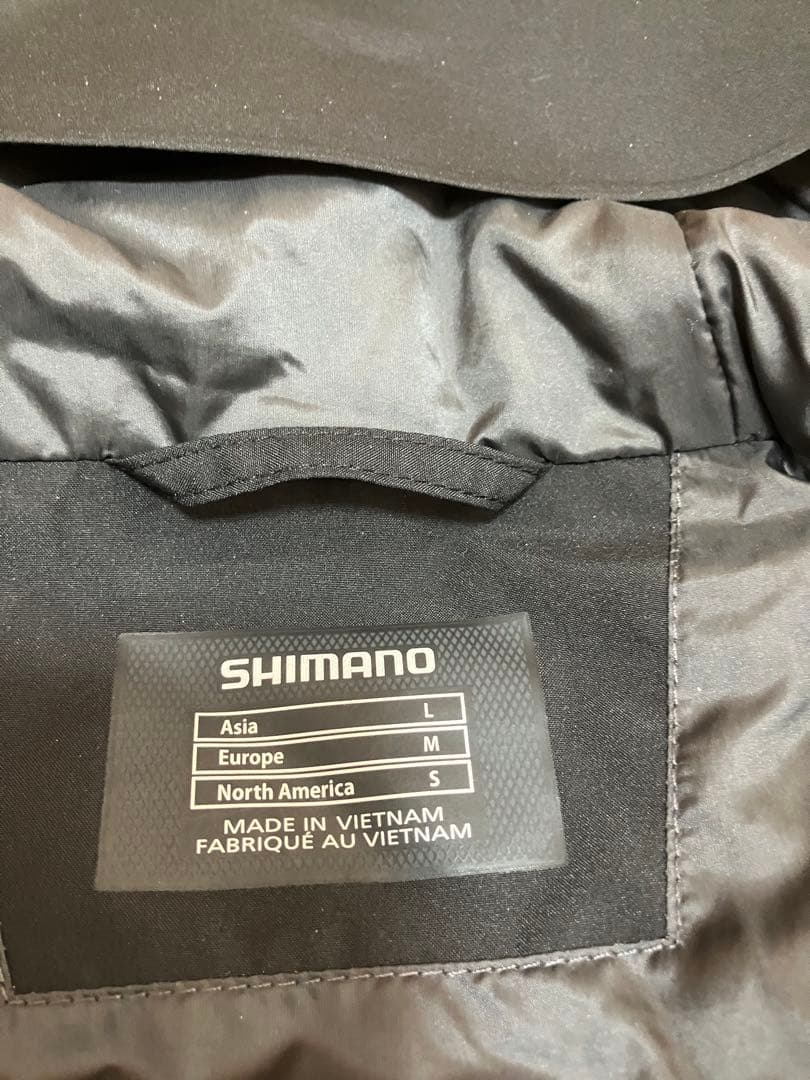 SHIMANO
Asia L
Europe M
North America S
MADE IN VIETNAM
FABRIQUÉ AU VIETNAM